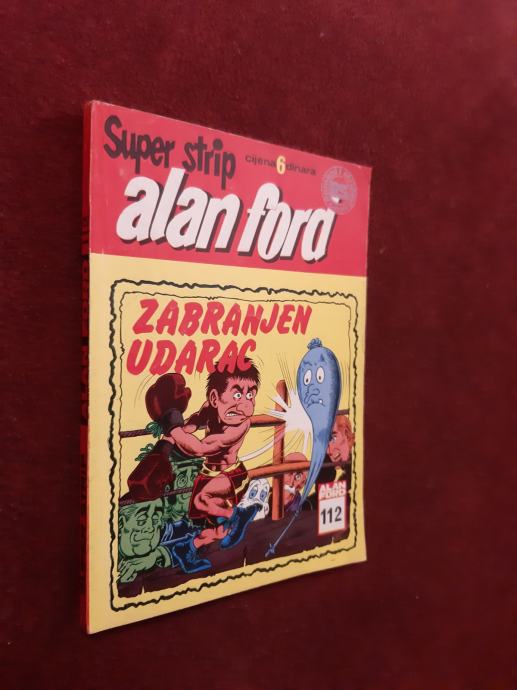 Super strip
cijena 6 dinara
alan ford
ZABRANJEN
UDARAC
ALAN
FORD
112